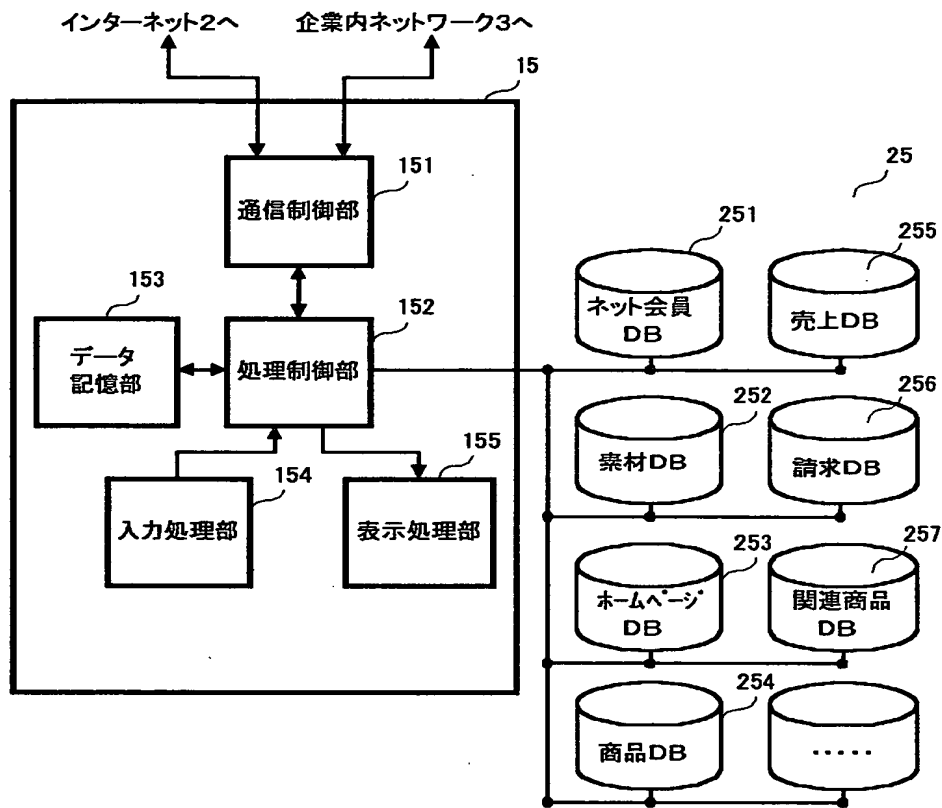 インターネット2へ
企業内ネットワーク3へ
15
通信制御部
151
25
251
255
ネット会員
DB
売上DB
153
データ
記憶部
処理制御部
152
252
256
素材DB
請求DB
入力処理部
154
表示処理部
155
253
257
ホームページ
DB
関連商品
DB
254
商品DB
.....